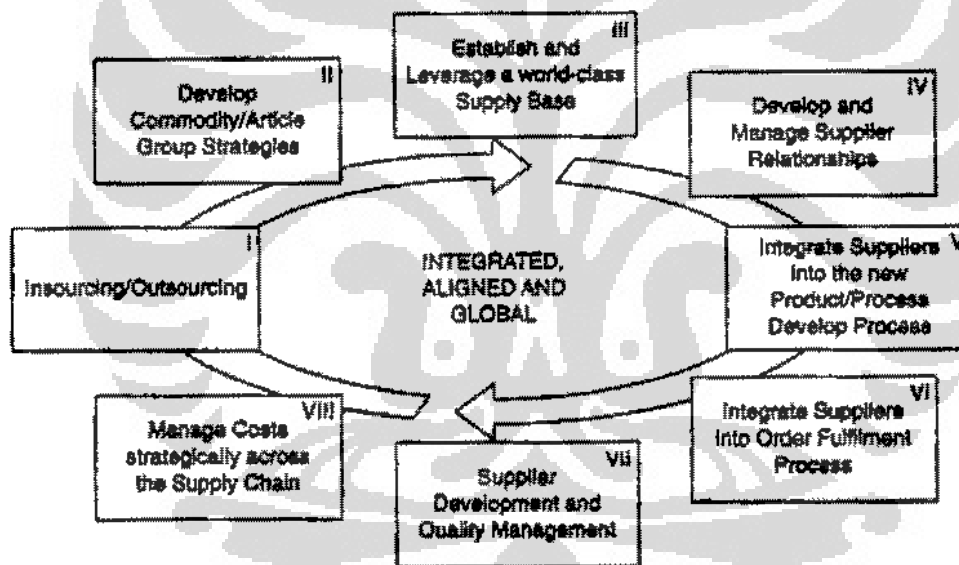 III
Establish and
Leverage a world-class
Supply Base
II
Develop
Commodity/Article
Group Strategies
IV
Develop and
Manage Supplier
Relationships
I
Insourcing/Outsourcing
INTEGRATED,
ALIGNED AND
GLOBAL
V
Integrate Suppliers
Into the new
Product/Process
Develop Process
VIII
Manage Costs
strategically across
the Supply Chain
VI
Integrate Suppliers
Into Order Fulfilment
Process
VII
Supplier
Development and
Quality Management